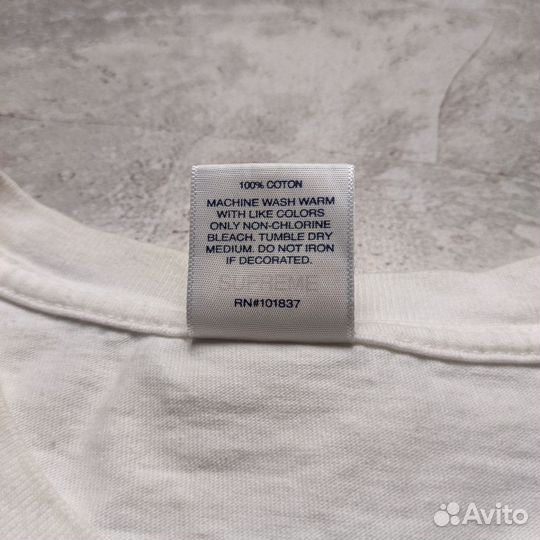 100% COTON
MACHINE WASH WARM
WITH LIKE COLORS
ONLY NON-CHLORINE
BLEACH. TUMBLE DRY
MEDIUM. DO NOT IRON
IF DECORATED.
SUPREME
RN#101837
Avito